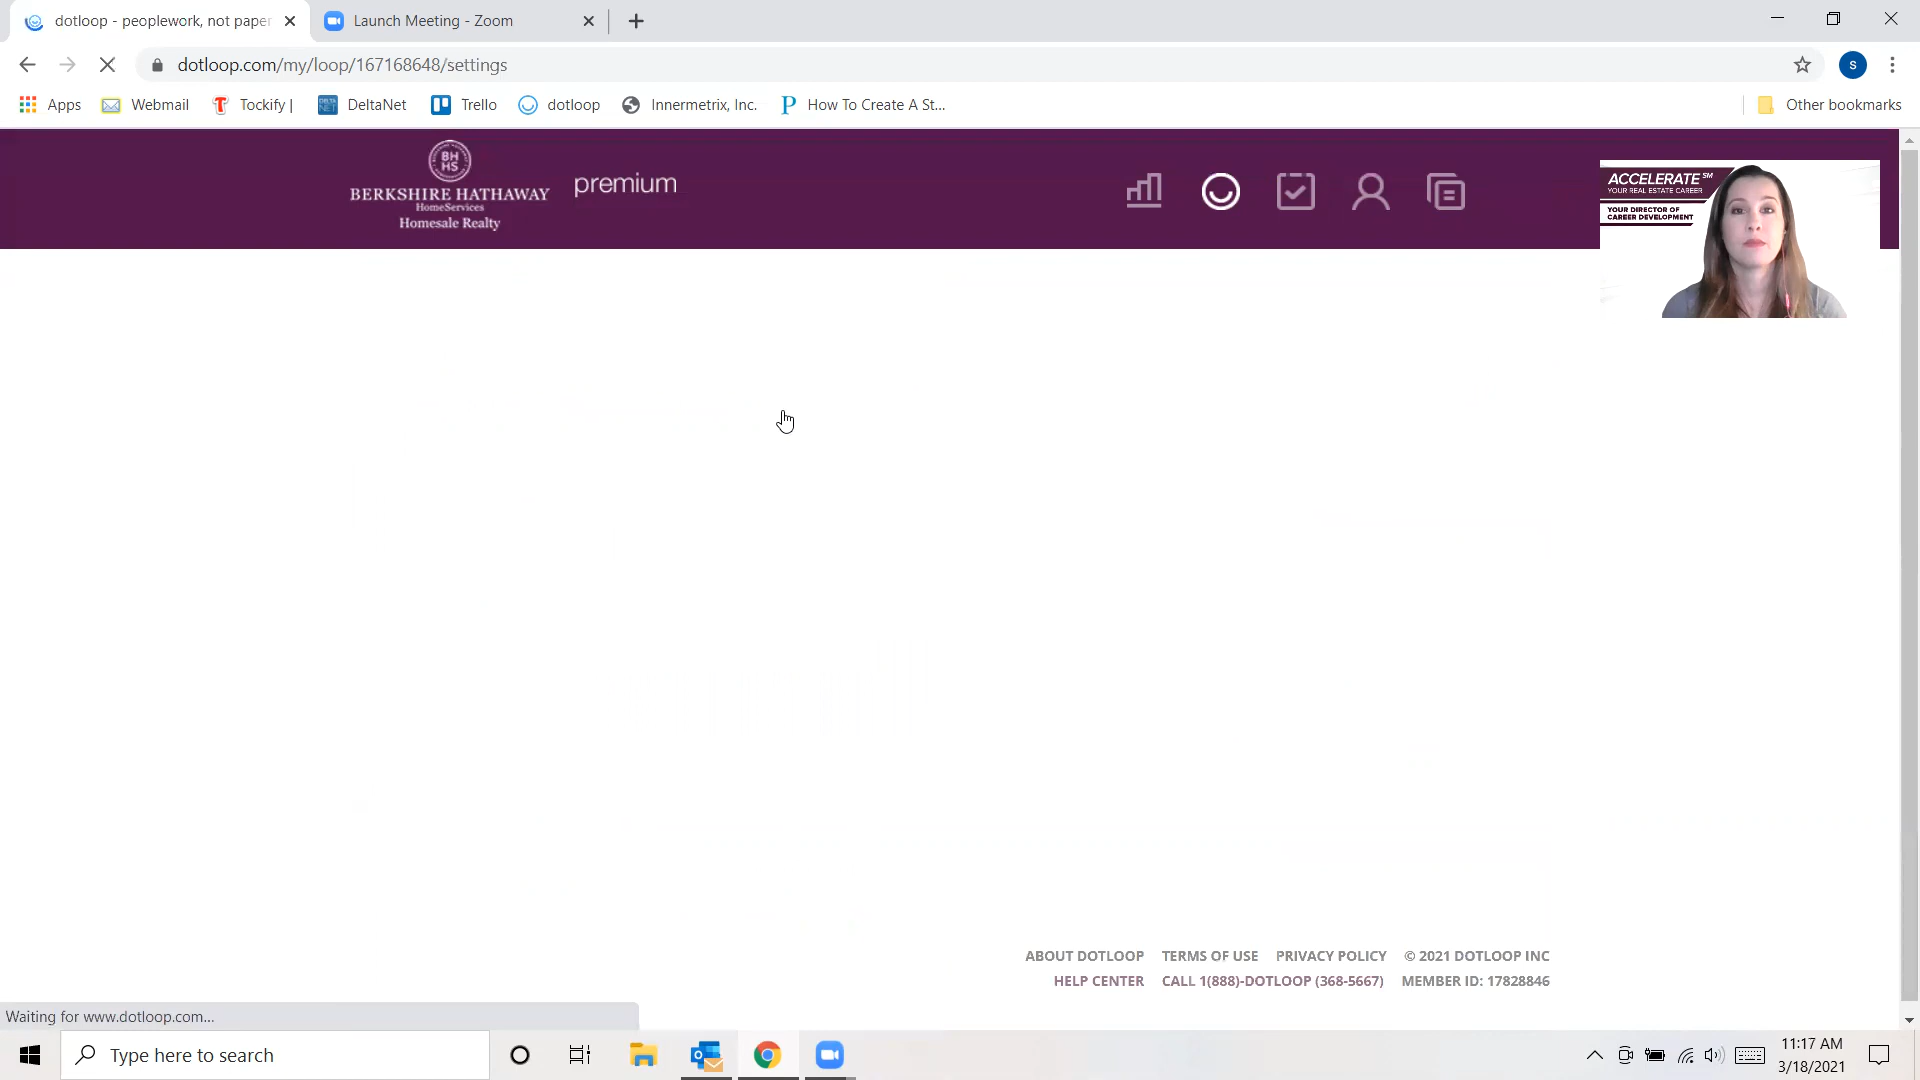 dotloop - peoplework, not paper
Launch Meeting - Zoom
dotloop.com/my/loop/167168648/settings
S
Apps
Webmail
Tockify |
DeltaNet
Trello
dotloop
Innermetrix, Inc.
How To Create A St...
Other bookmarks
BH
HS
BERKSHIRE HATHAWAY
HomeServices
Homesale Realty
premium
ACCELERATE℠
YOUR REAL ESTATE CAREER
YOUR DIRECTOR OF
CAREER DEVELOPMENT
ABOUT DOTLOOP TERMS OF USE PRIVACY POLICY © 2021 DOTLOOP INC
HELP CENTER CALL 1(888)-DOTLOOP (368-5667) MEMBER ID: 17828846
Waiting for www.dotloop.com...
Type here to search
11:17 AM
3/18/2021